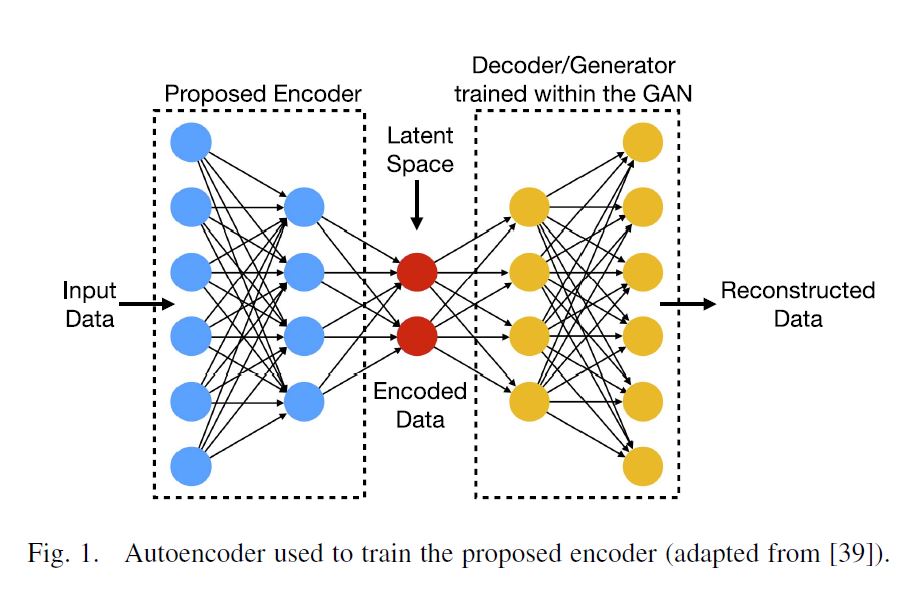 Decoder/Generator
trained within the GAN
Proposed Encoder
Latent
Space
Input
Data
Reconstructed
Data
Encoded
Data
Fig. 1. Autoencoder used to train the proposed encoder (adapted from [39]).